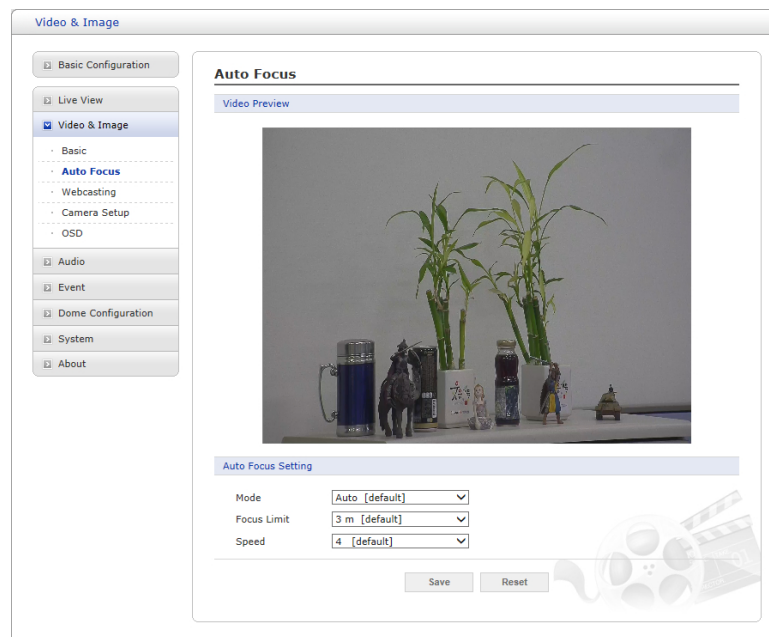 Video & Image
Basic Configuration
Live View
Video & Image
Basic
Auto Focus
Webcasting
Camera Setup
OSD
Audio
Event
Dome Configuration
System
About
Auto Focus
Video Preview
Auto Focus Setting
Mode Auto [default]
Focus Limit 3 m [default]
Speed 4 [default]
Save Reset